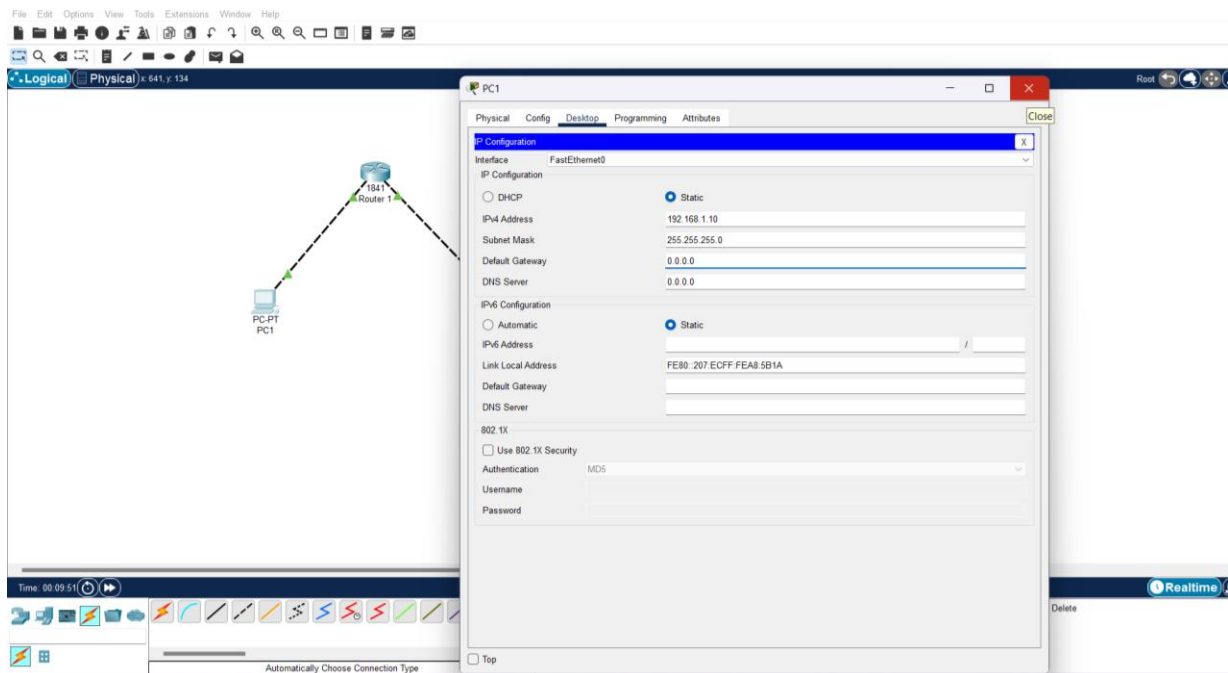 File Edit Options View Tools Extensions Window Help
Logical Physical x: 641, y: 134
Root
PC1
Close
Physical Config Desktop Programming Attributes
IP Configuration X
Interface FastEthernet0
IP Configuration
DHCP Static
IPv4 Address 192.168.1.10
Subnet Mask 255.255.255.0
Default Gateway 0.0.0.0
DNS Server 0.0.0.0
IPv6 Configuration
Automatic Static
IPv6 Address /
Link Local Address FE80::207:ECFF:FEA8:5B1A
Default Gateway
DNS Server
802.1X
Use 802.1X Security
Authentication MD5
Username
Password
Top
1841
Router 1
PC-PT
PC1
Time: 00:09:51
Realtime
Delete
Automatically Choose Connection Type